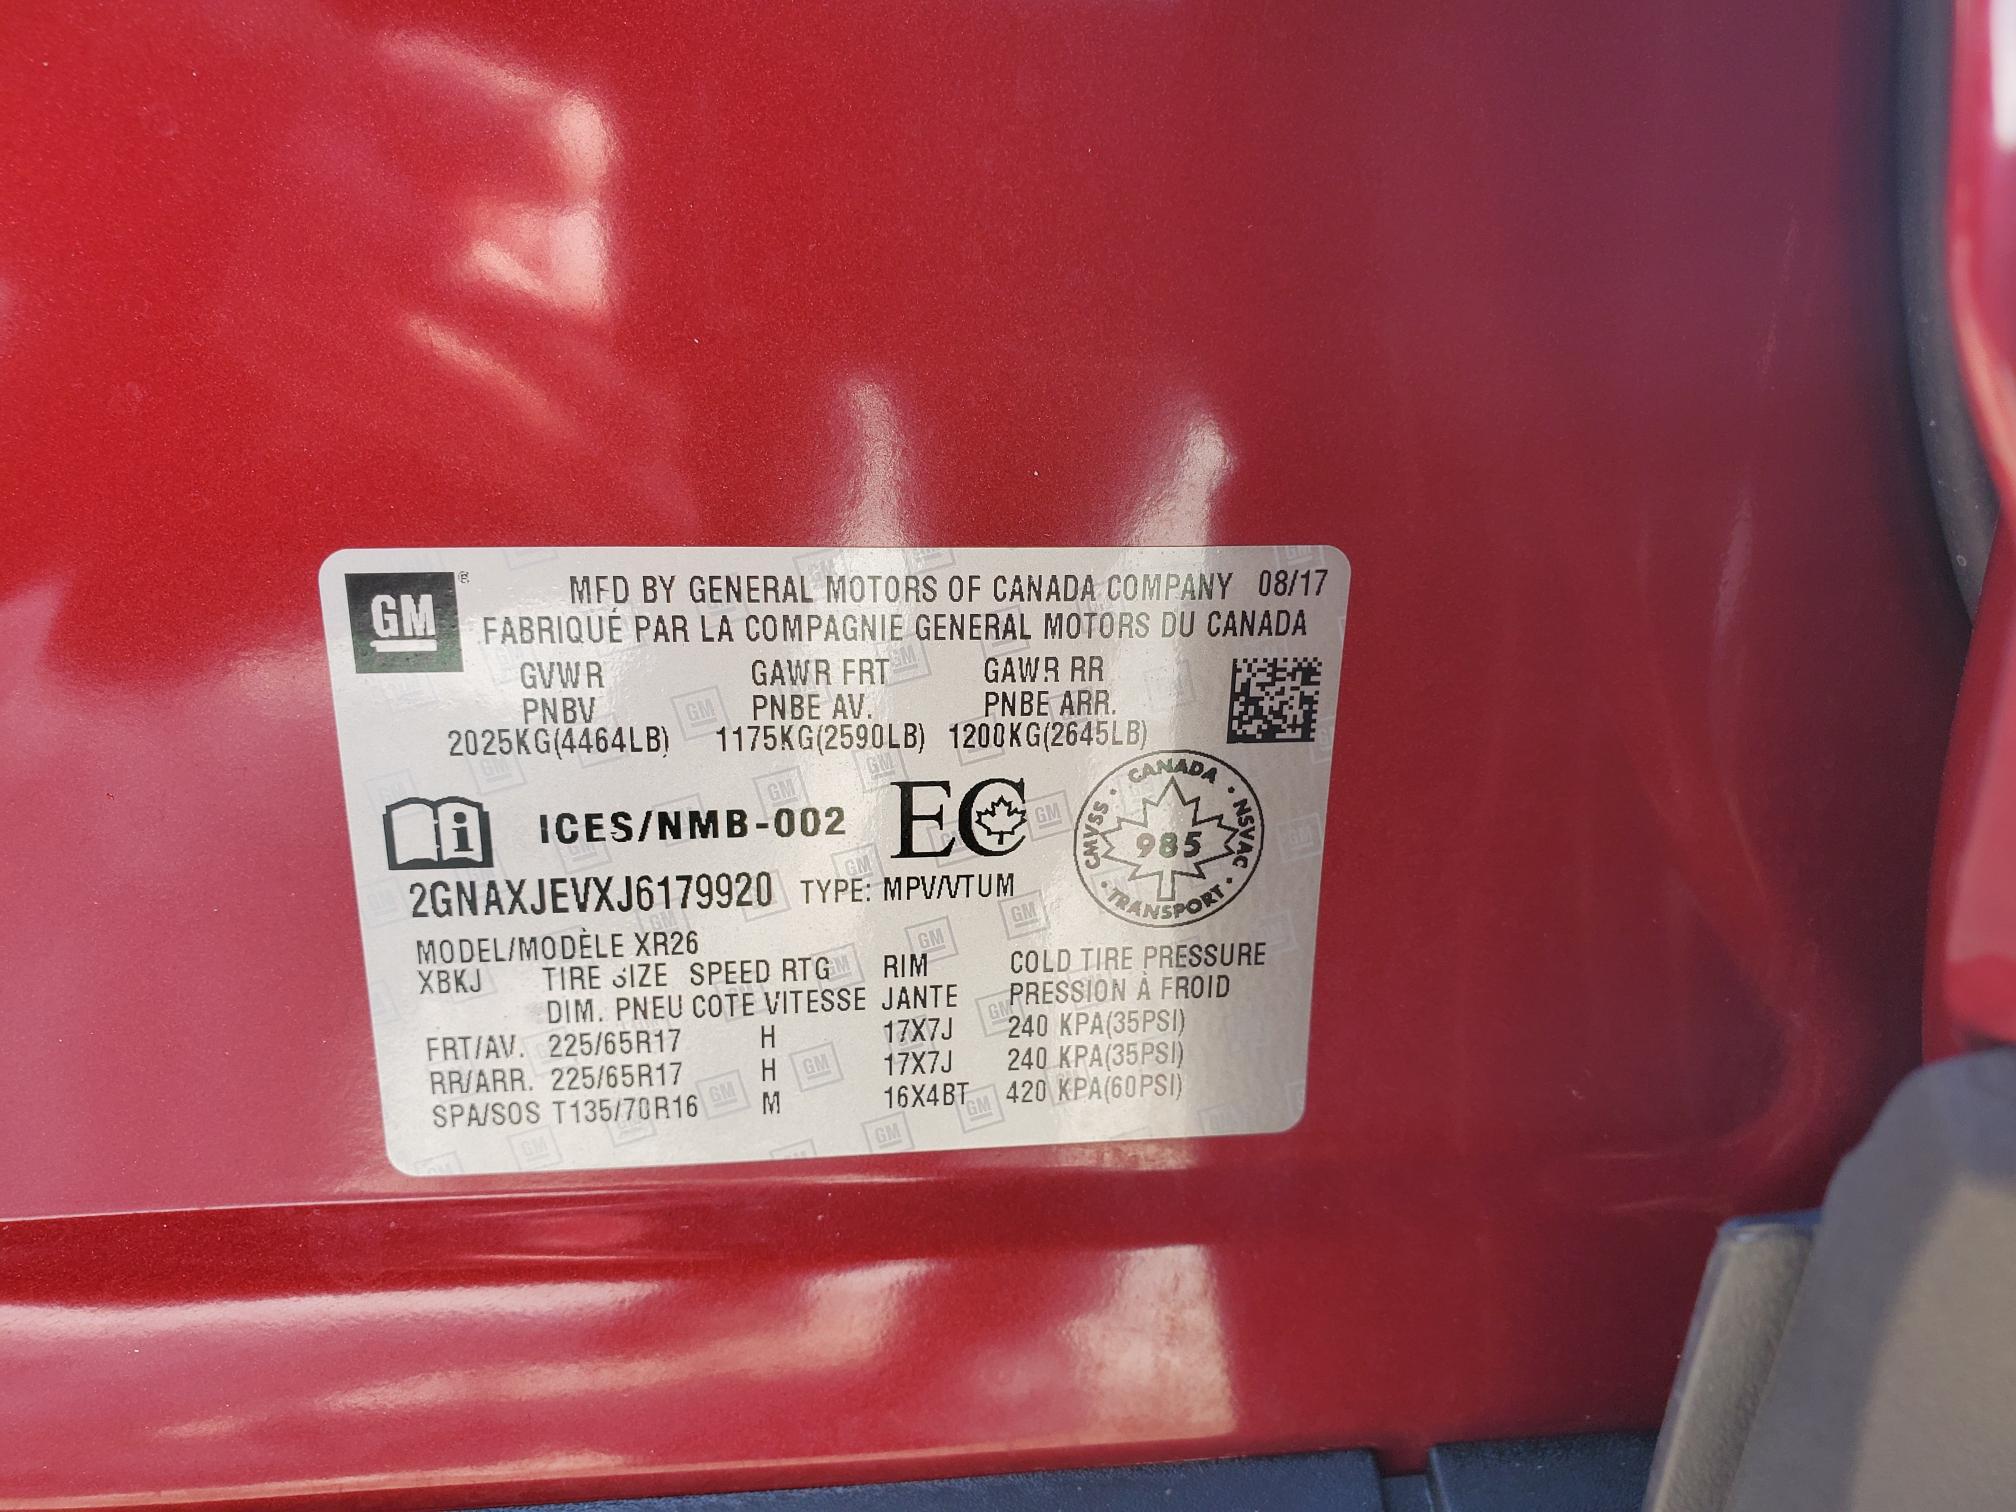 GM ®
MFD BY GENERAL MOTORS OF CANADA COMPANY 08/17
FABRIQUÉ PAR LA COMPAGNIE GENERAL MOTORS DU CANADA
GVWR GAWR FRT GAWR RR
PNBV PNBE AV. PNBE ARR.
2025KG(4464LB) 1175KG(2590LB) 1200KG(2645LB)
i ICES/NMB-002 EC
CANADA · NSVAC · TRANSPORT · CMVSS ·
985
2GNAXJEVXJ6179920 TYPE: MPV/VTUM
MODEL/MODÈLE XR26
XBKJ TIRE SIZE SPEED RTG RIM COLD TIRE PRESSURE
DIM. PNEU COTE VITESSE JANTE PRESSION À FROID
FRT/AV. 225/65R17 H 17X7J 240 KPA(35PSI)
RR/ARR. 225/65R17 H 17X7J 240 KPA(35PSI)
SPA/SOS T135/70R16 M 16X4BT 420 KPA(60PSI)